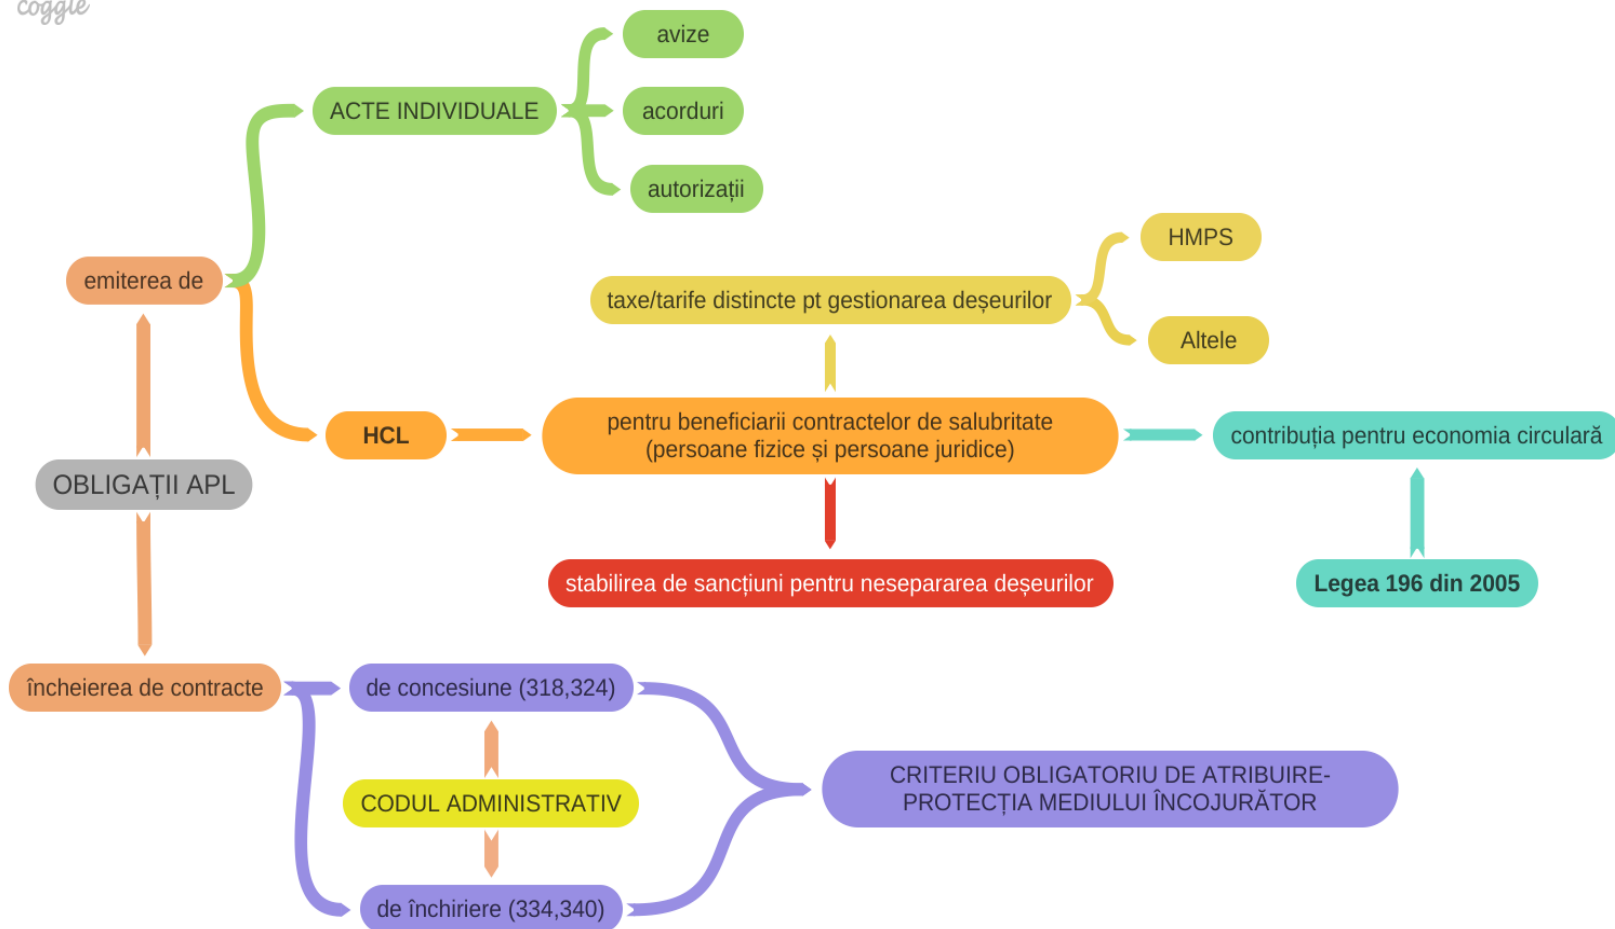 coggle
avize
ACTE INDIVIDUALE
acorduri
autorizații
HMPS
emiterea de
taxe/tarife distincte pt gestionarea deșeurilor
Altele
HCL
pentru beneficiarii contractelor de salubritate
(persoane fizice și persoane juridice)
contribuția pentru economia circulară
OBLIGAȚII APL
stabilirea de sancțiuni pentru nesepararea deșeurilor
Legea 196 din 2005
încheierea de contracte
de concesiune (318,324)
CODUL ADMINISTRATIV
CRITERIU OBLIGATORIU DE ATRIBUIRE-
PROTECȚIA MEDIULUI ÎNCOJURĂTOR
de închiriere (334,340)